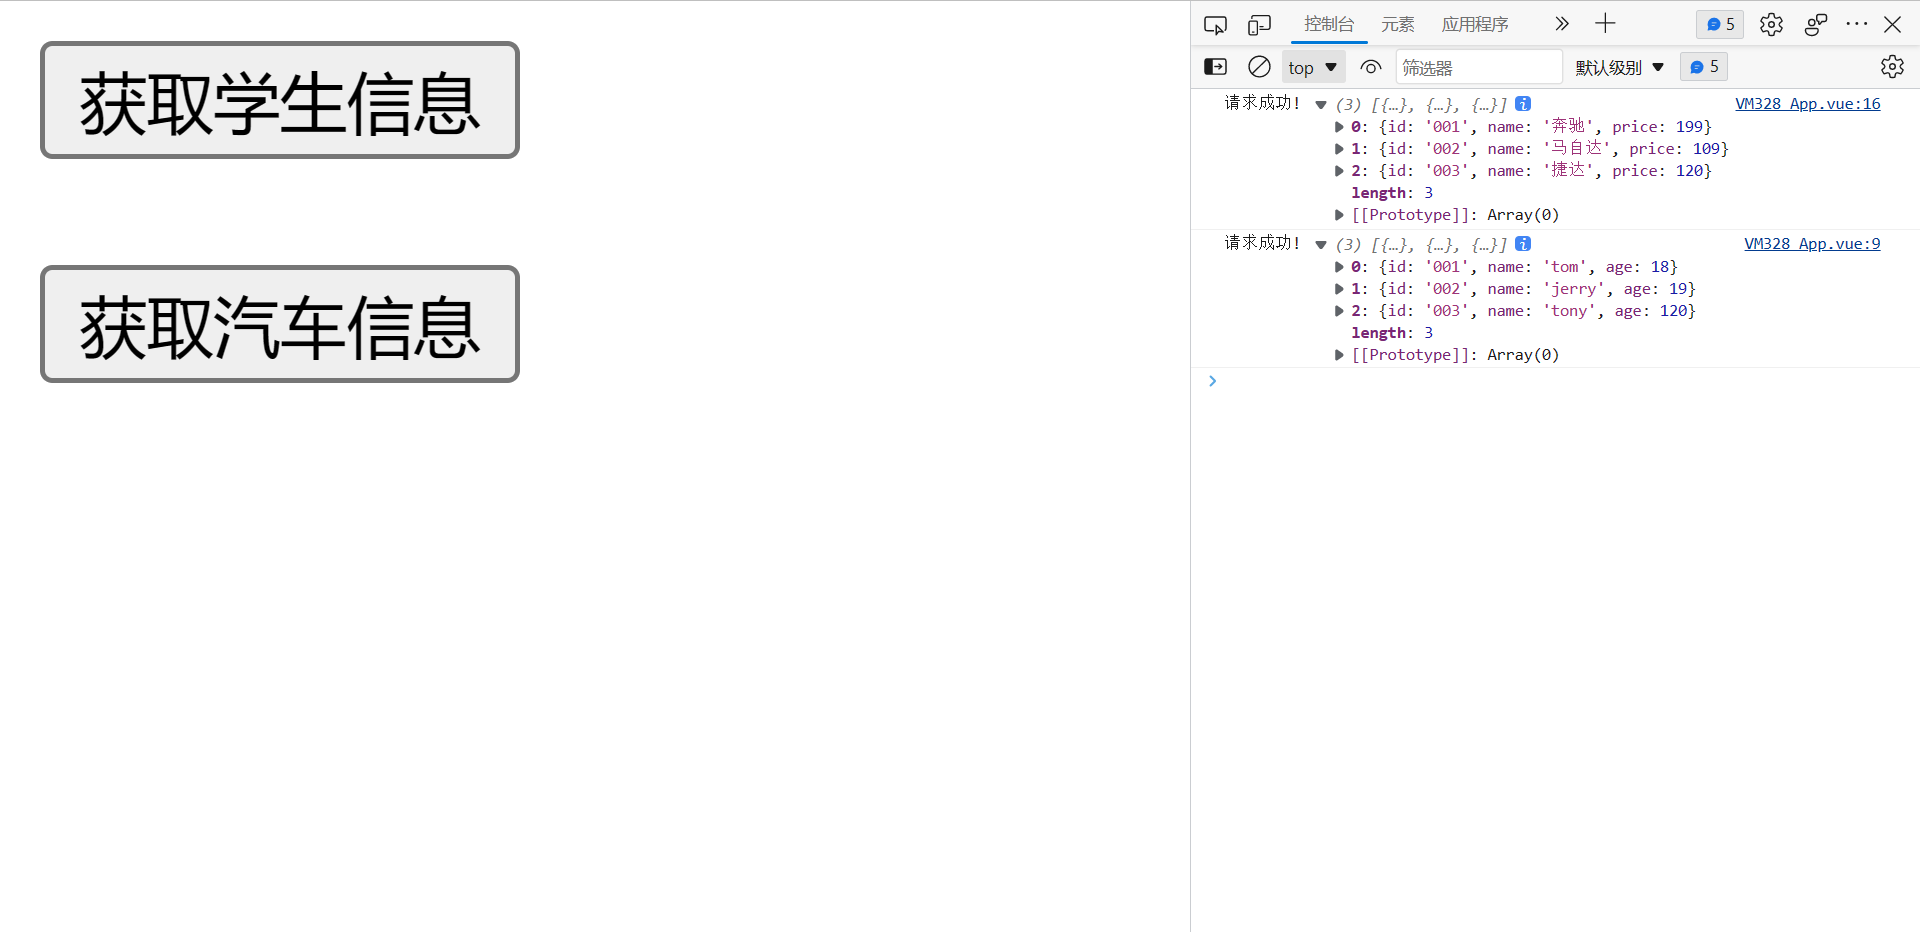 获取学生信息
获取汽车信息
控制台 元素 应用程序 5
top 筛选器 默认级别 5
请求成功! (3) [{…}, {…}, {…}] i VM328 App.vue:16
0: {id: '001', name: '奔驰', price: 199}
1: {id: '002', name: '马自达', price: 109}
2: {id: '003', name: '捷达', price: 120}
length: 3
[[Prototype]]: Array(0)
请求成功! (3) [{…}, {…}, {…}] i VM328 App.vue:9
0: {id: '001', name: 'tom', age: 18}
1: {id: '002', name: 'jerry', age: 19}
2: {id: '003', name: 'tony', age: 120}
length: 3
[[Prototype]]: Array(0)